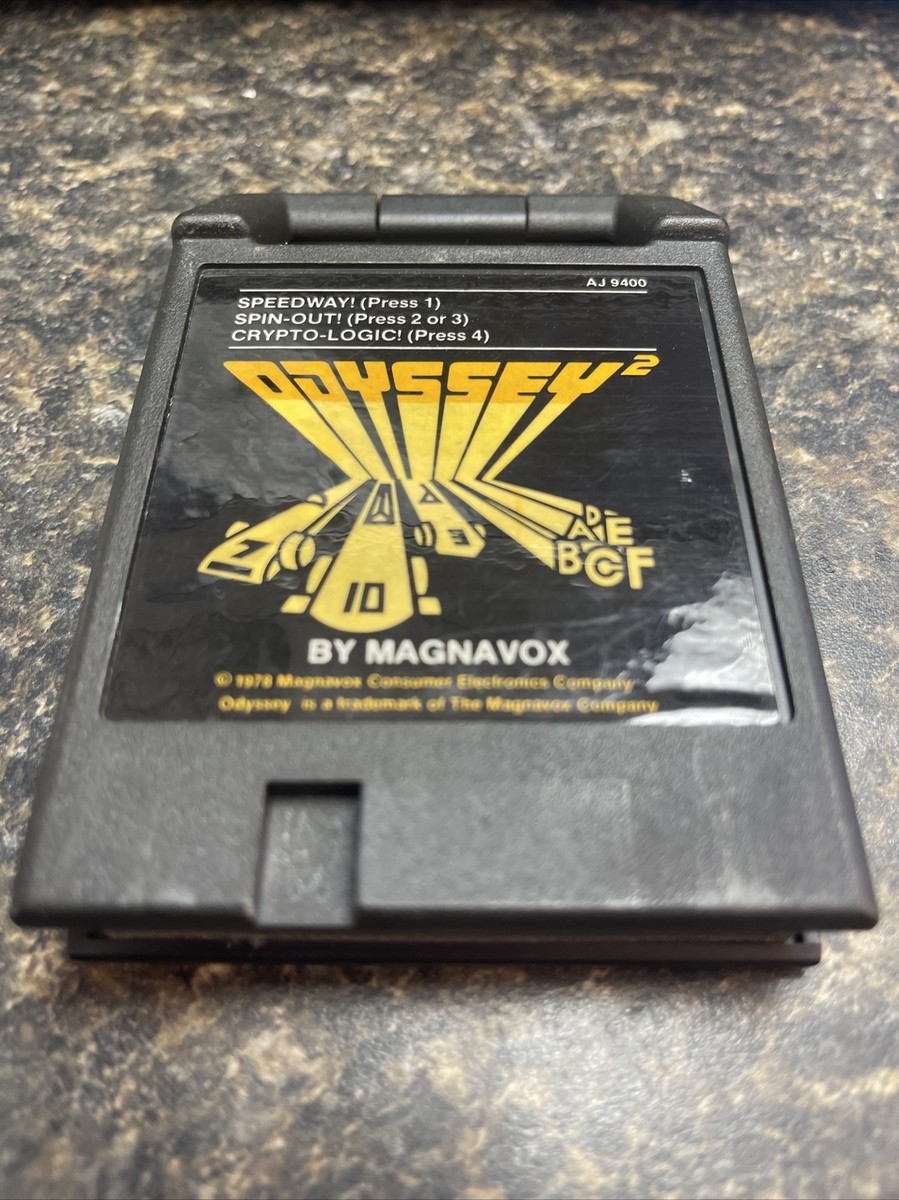 AJ 9400
SPEEDWAY! (Press 1)
SPIN-OUT! (Press 2 or 3)
CRYPTO-LOGIC! (Press 4)
ODYSSEY²
D
A E
B C F
10
BY MAGNAVOX
© 1978 Magnavox Consumer Electronics Company
Odyssey is a trademark of The Magnavox Company